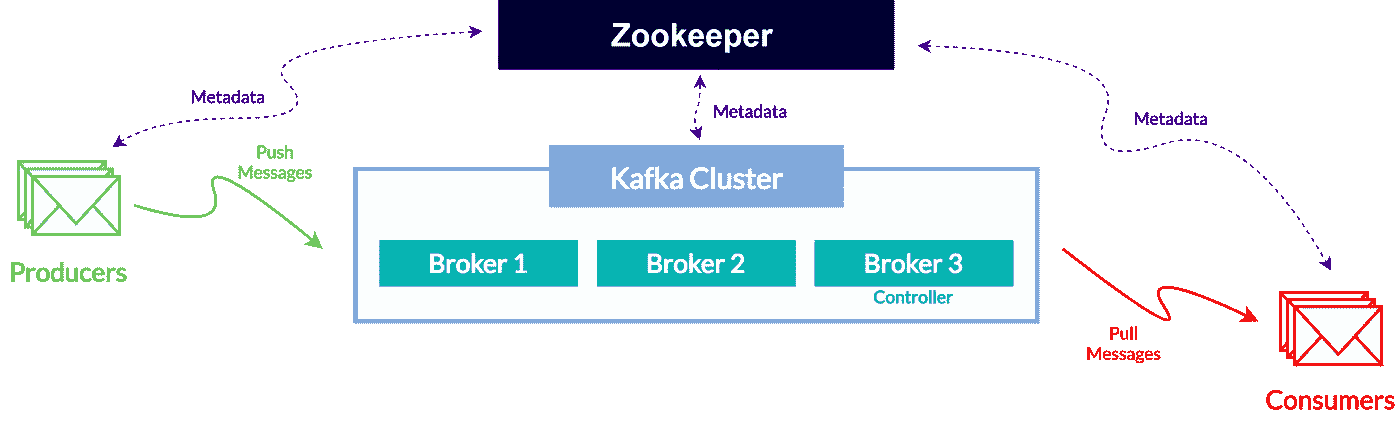 Zookeeper
Metadata
Metadata
Metadata
Push
Messages
Kafka Cluster
Producers
Broker 1
Broker 2
Broker 3
Controller
Pull
Messages
Consumers